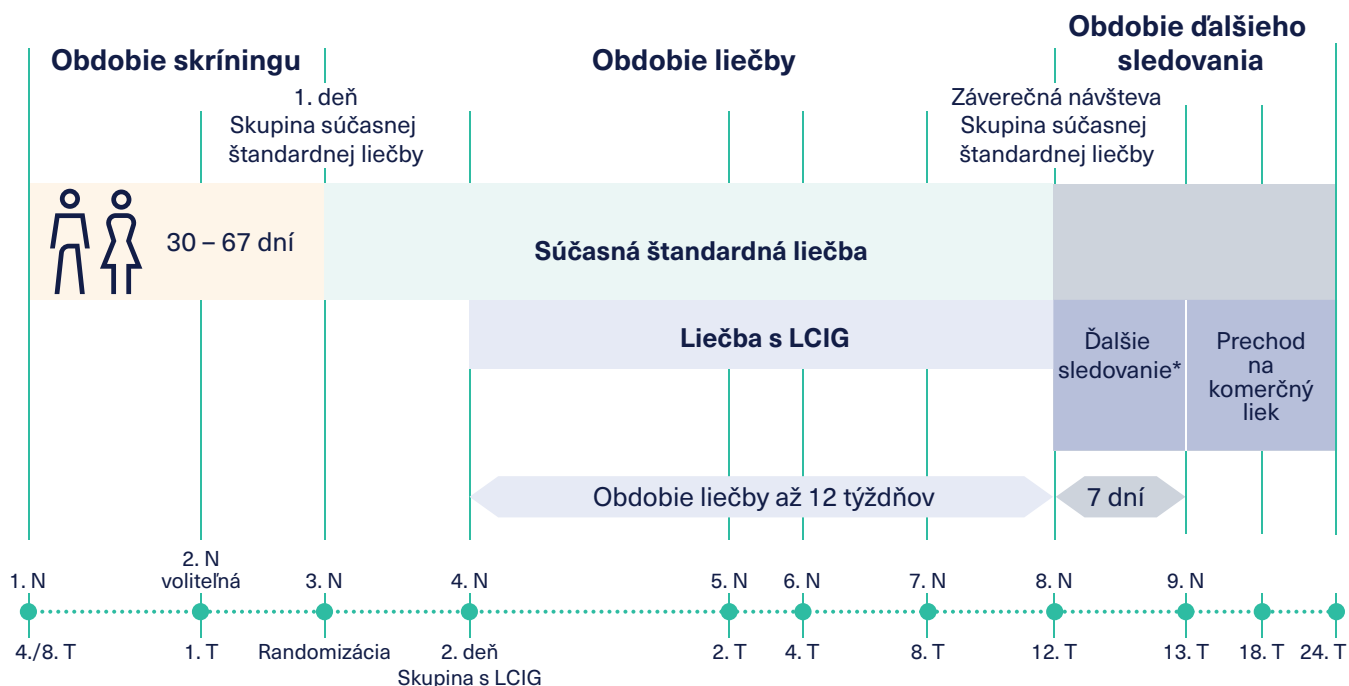 Obdobie skríningu
Obdobie liečby
Obdobie ďalšieho
sledovania
1. deň
Skupina súčasnej
štandardnej liečby
Záverečná návšteva
Skupina súčasnej
štandardnej liečby
30 – 67 dní
Súčasná štandardná liečba
Liečba s LCIG
Ďalšie
sledovanie*
Prechod
na
komerčný
liek
Obdobie liečby až 12 týždňov
7 dní
1. N
2. N
voliteľná
3. N
4. N
5. N
6. N
7. N
8. N
9. N
4./8. T
1. T
Randomizácia
2. deň
Skupina s LCIG
2. T
4. T
8. T
12. T
13. T
18. T
24. T